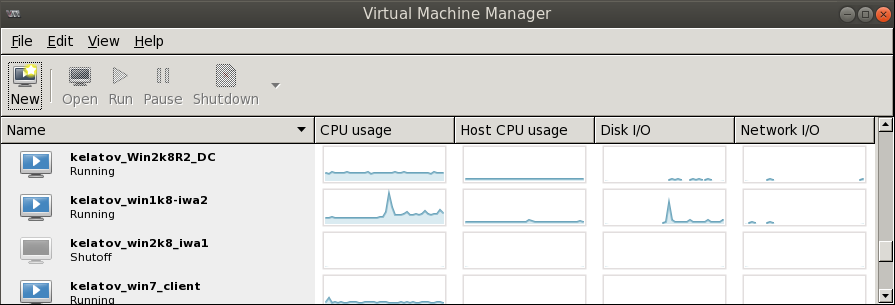 Virtual Machine Manager
File Edit View Help
New Open Run Pause Shutdown
Name CPU usage Host CPU usage Disk I/O Network I/O
kelatov_Win2k8R2_DC
Running
kelatov_win1k8-iwa2
Running
kelatov_win2k8_iwa1
Shutoff
kelatov_win7_client
Running